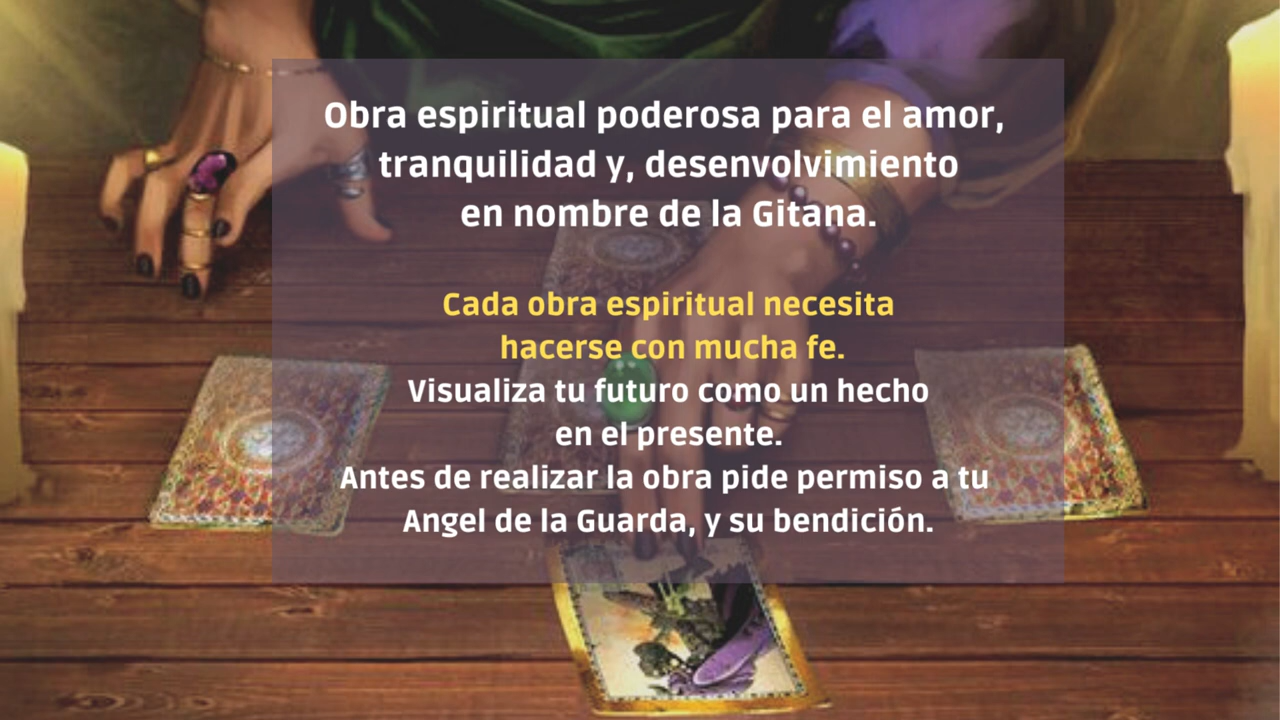 Obra espiritual poderosa para el amor,
tranquilidad y, desenvolvimiento
en nombre de la Gitana.
Cada obra espiritual necesita
hacerse con mucha fe.
Visualiza tu futuro como un hecho
en el presente.
Antes de realizar la obra pide permiso a tu
Angel de la Guarda, y su bendición.